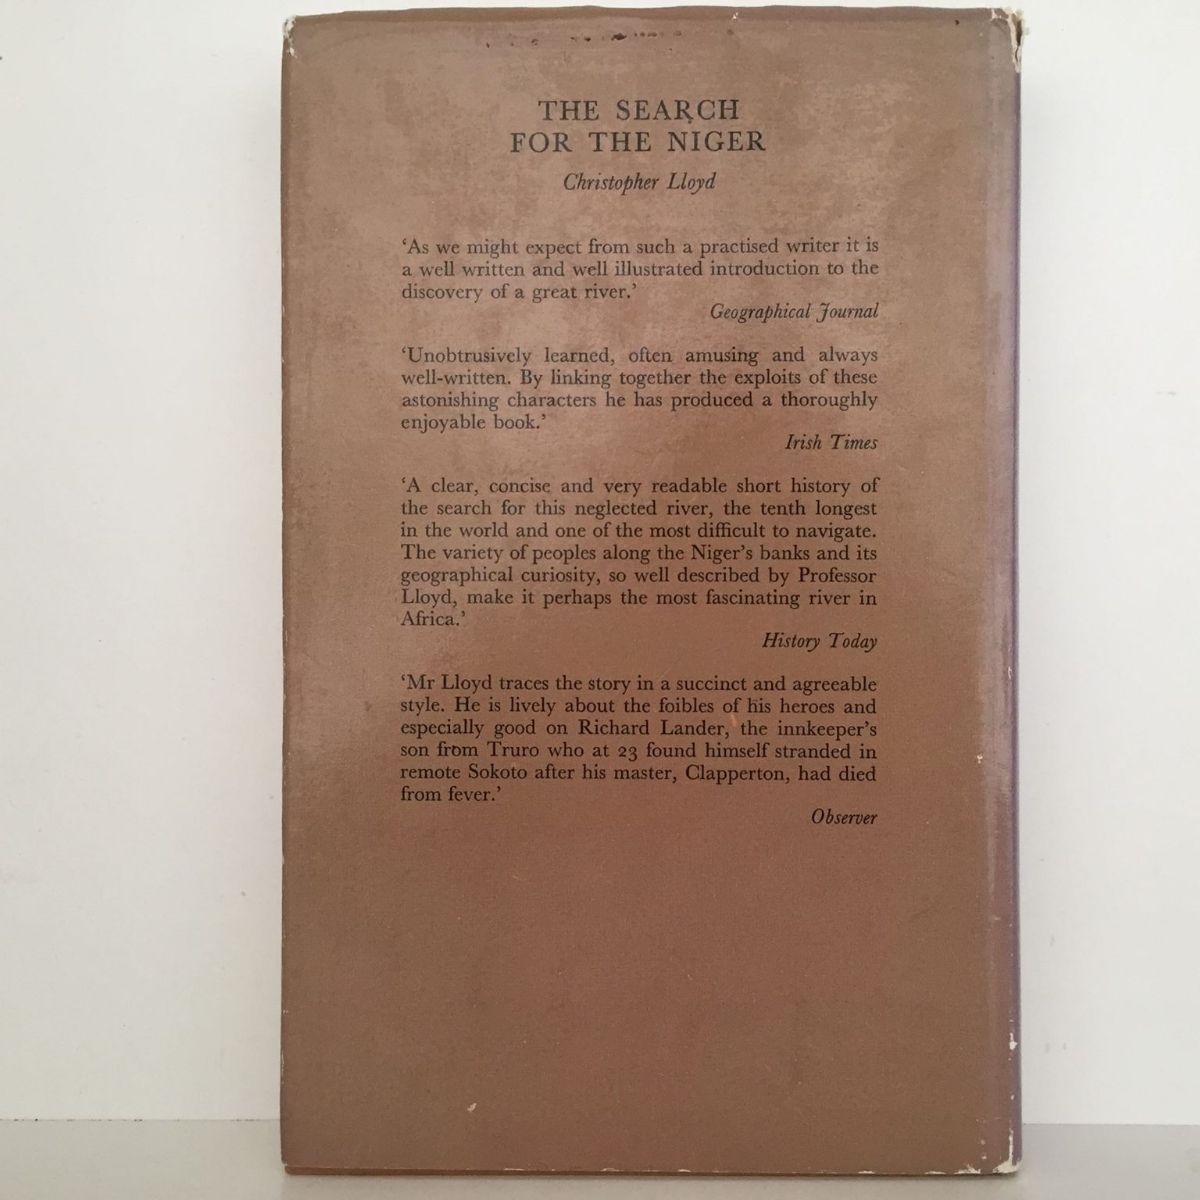 THE SEARCH
FOR THE NIGER
Christopher Lloyd
‘As we might expect from such a practised writer it is
a well written and well illustrated introduction to the
discovery of a great river.’
Geographical Journal
‘Unobtrusively learned, often amusing and always
well-written. By linking together the exploits of these
astonishing characters he has produced a thoroughly
enjoyable book.’
Irish Times
‘A clear, concise and very readable short history of
the search for this neglected river, the tenth longest
in the world and one of the most difficult to navigate.
The variety of peoples along the Niger’s banks and its
geographical curiosity, so well described by Professor
Lloyd, make it perhaps the most fascinating river in
Africa.’
History Today
‘Mr Lloyd traces the story in a succinct and agreeable
style. He is lively about the foibles of his heroes and
especially good on Richard Lander, the innkeeper’s
son from Truro who at 23 found himself stranded in
remote Sokoto after his master, Clapperton, had died
from fever.’
Observer